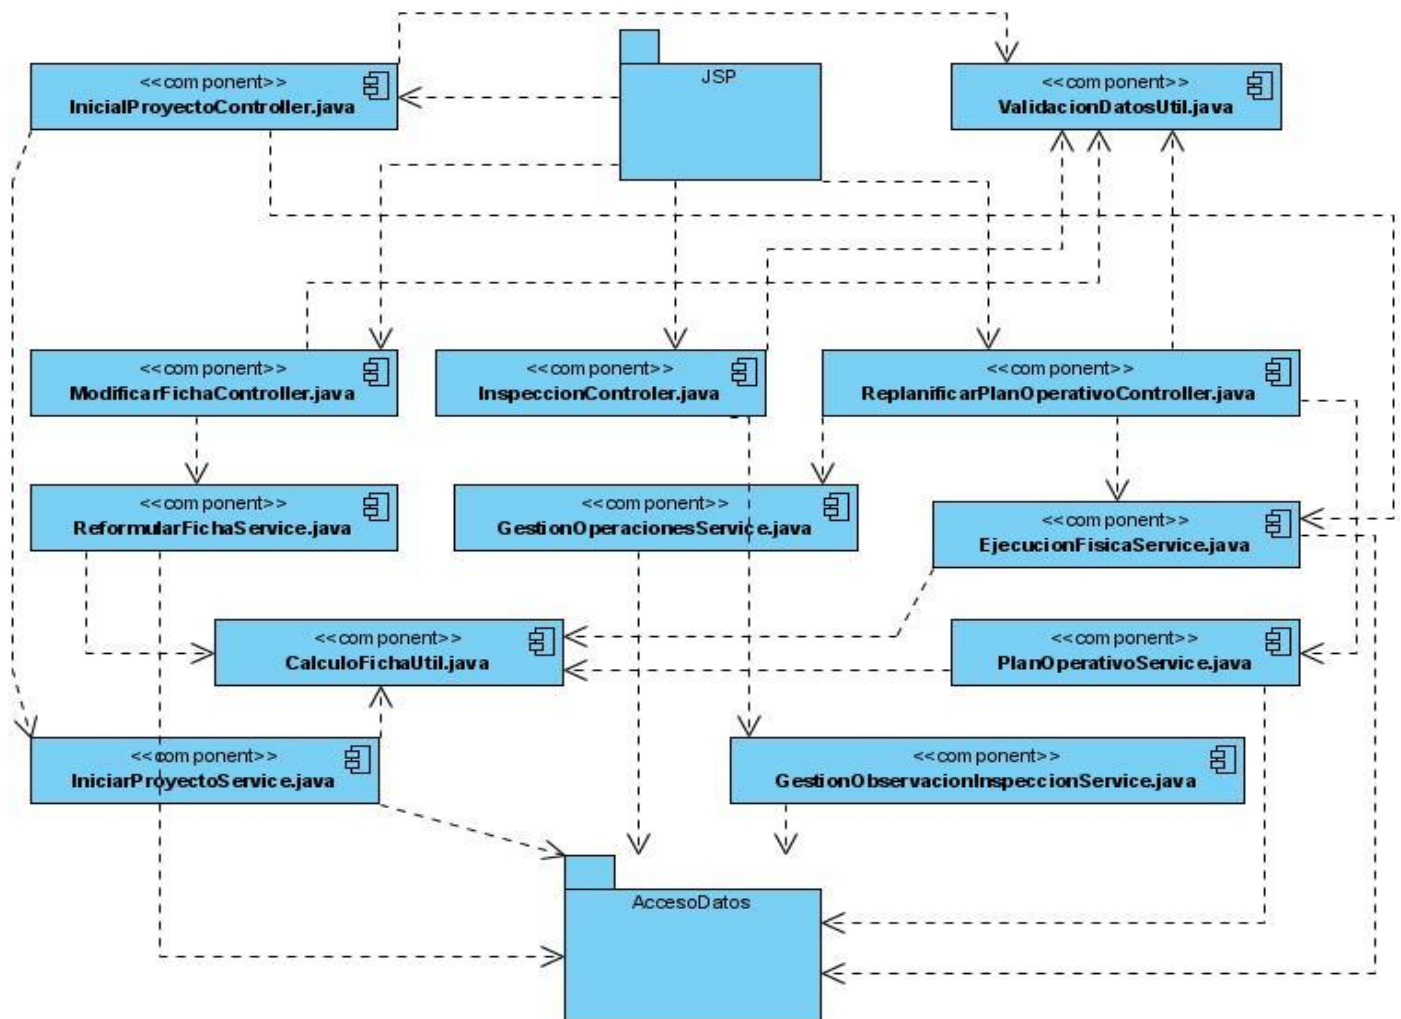 JSP
<<component>>
InicialProyectoController.java
<<component>>
ValidacionDatosUtil.java
<<component>>
ModificarFichaController.java
<<component>>
InspeccionControler.java
<<component>>
ReplanificarPlanOperativoController.java
<<component>>
ReformularFichaService.java
<<component>>
GestionOperacionesService.java
<<component>>
EjecucionFisicaService.java
<<component>>
CalculoFichaUtil.java
<<component>>
PlanOperativoService.java
<<component>>
IniciarProyectoService.java
<<component>>
GestionObservacionInspeccionService.java
AccesoDatos